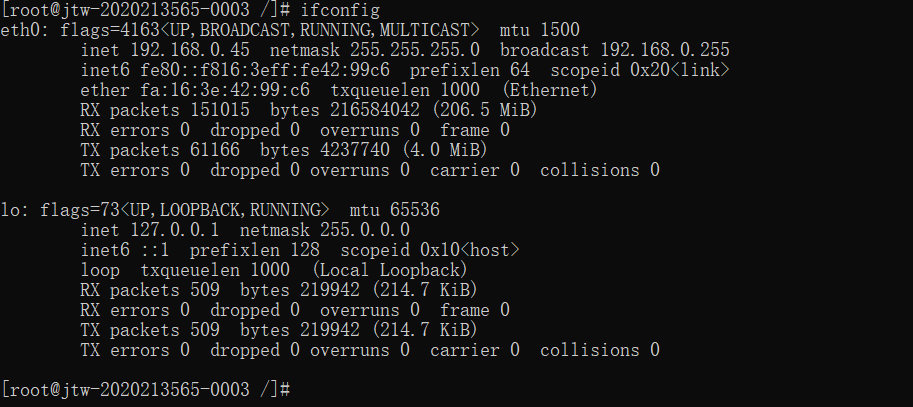 [root@jtw-2020213565-0003 /]# ifconfig
eth0: flags=4163<UP,BROADCAST,RUNNING,MULTICAST>  mtu 1500
        inet 192.168.0.45  netmask 255.255.255.0  broadcast 192.168.0.255
        inet6 fe80::f816:3eff:fe42:99c6  prefixlen 64  scopeid 0x20<link>
        ether fa:16:3e:42:99:c6  txqueuelen 1000  (Ethernet)
        RX packets 151015  bytes 216584042 (206.5 MiB)
        RX errors 0  dropped 0  overruns 0  frame 0
        TX packets 61166  bytes 4237740 (4.0 MiB)
        TX errors 0  dropped 0 overruns 0  carrier 0  collisions 0

lo: flags=73<UP,LOOPBACK,RUNNING>  mtu 65536
        inet 127.0.0.1  netmask 255.0.0.0
        inet6 ::1  prefixlen 128  scopeid 0x10<host>
        loop  txqueuelen 1000  (Local Loopback)
        RX packets 509  bytes 219942 (214.7 KiB)
        RX errors 0  dropped 0  overruns 0  frame 0
        TX packets 509  bytes 219942 (214.7 KiB)
        TX errors 0  dropped 0 overruns 0  carrier 0  collisions 0

[root@jtw-2020213565-0003 /]#